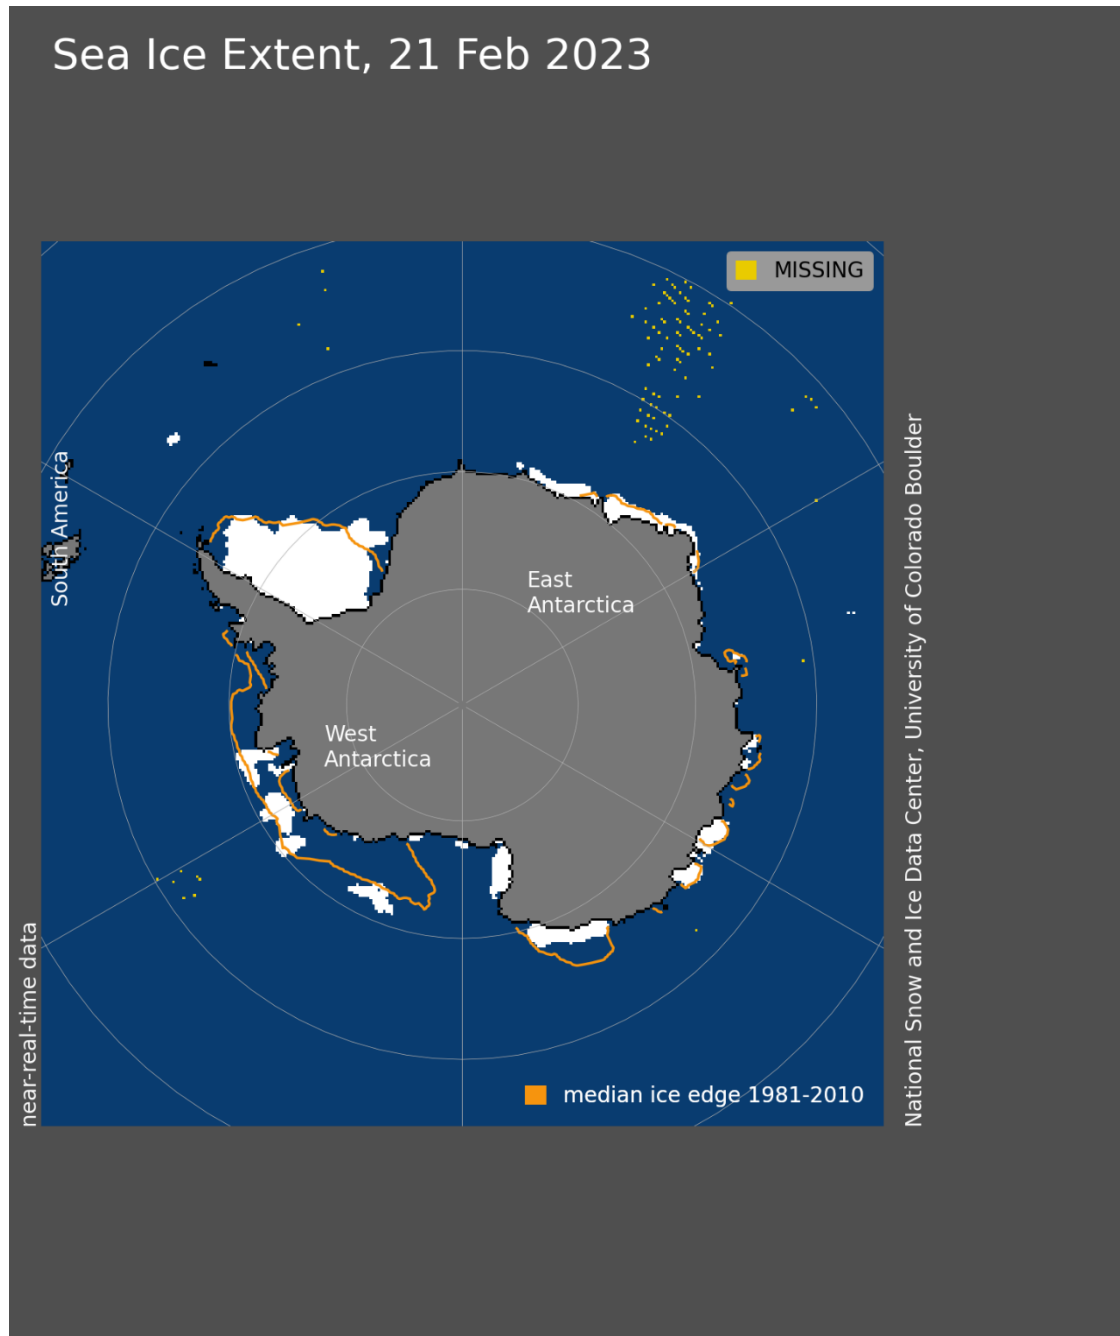 Sea Ice Extent, 21 Feb 2023
MISSING
South America
East
Antarctica
West
Antarctica
near-real-time data
median ice edge 1981-2010
National Snow and Ice Data Center, University of Colorado Boulder